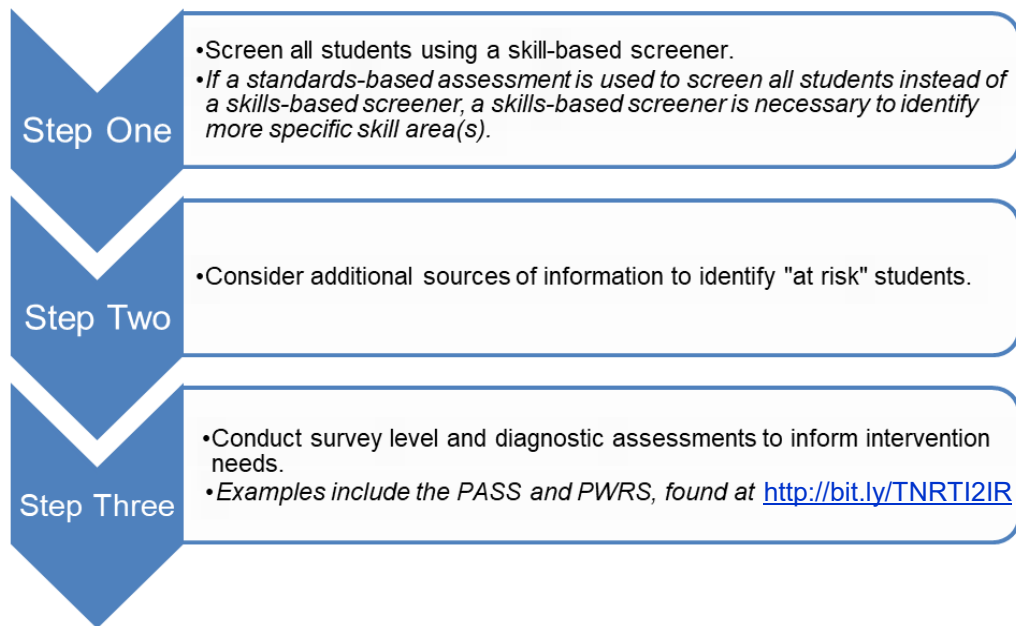 Step One
•Screen all students using a skill-based screener.
•If a standards-based assessment is used to screen all students instead of
a skills-based screener, a skills-based screener is necessary to identify
more specific skill area(s).
Step Two
•Consider additional sources of information to identify "at risk" students.
Step Three
•Conduct survey level and diagnostic assessments to inform intervention
needs.
•Examples include the PASS and PWRS, found at http://bit.ly/TNRTI2IR